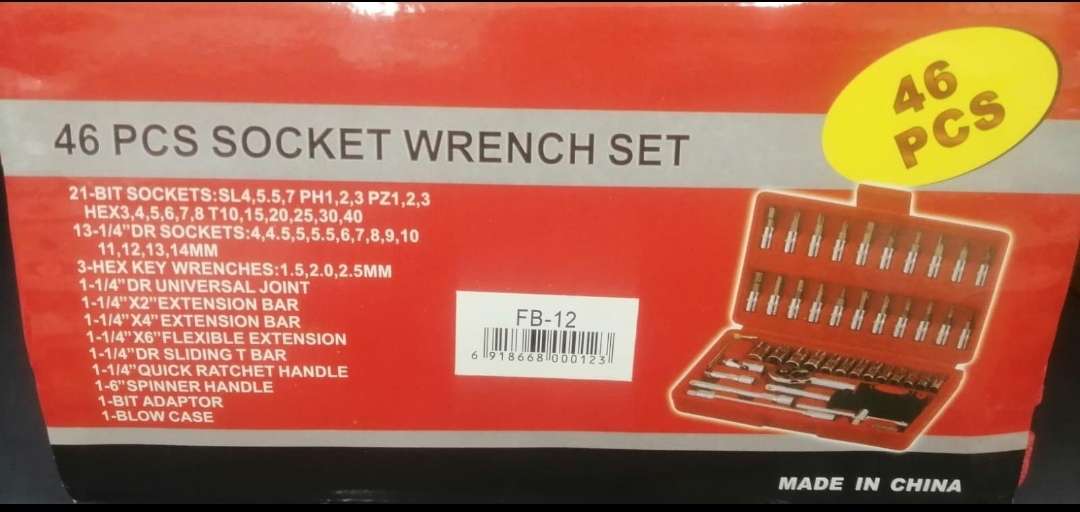 46
PCS
46 PCS SOCKET WRENCH SET
21-BIT SOCKETS:SL4,5.5,7 PH1,2,3 PZ1,2,3
HEX3,4,5,6,7,8 T10,15,20,25,30,40
13-1/4"DR SOCKETS:4,4.5,5,5.5,6,7,8,9,10
11,12,13,14MM
3-HEX KEY WRENCHES:1.5,2.0,2.5MM
1-1/4"DR UNIVERSAL JOINT
1-1/4"X2"EXTENSION BAR
1-1/4"X4"EXTENSION BAR
1-1/4"X6"FLEXIBLE EXTENSION
1-1/4"DR SLIDING T BAR
1-1/4"QUICK RATCHET HANDLE
1-6"SPINNER HANDLE
1-BIT ADAPTOR
1-BLOW CASE
FB-12
6 918668 000123
MADE IN CHINA